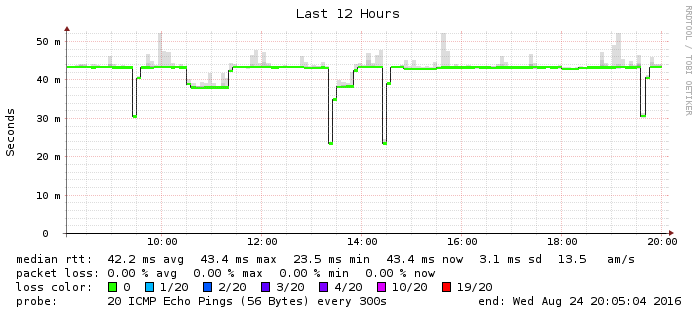 Last 12 Hours
RRDTOOL / TOBI OETIKER
Seconds
50 m
40 m
30 m
20 m
10 m
0
10:00 12:00 14:00 16:00 18:00 20:00
median rtt: 42.2 ms avg 43.4 ms max 23.5 ms min 43.4 ms now 3.1 ms sd 13.5 am/s
packet loss: 0.00 % avg 0.00 % max 0.00 % min 0.00 % now
loss color: 0 1/20 2/20 3/20 4/20 10/20 19/20
probe: 20 ICMP Echo Pings (56 Bytes) every 300s end: Wed Aug 24 20:05:04 2016